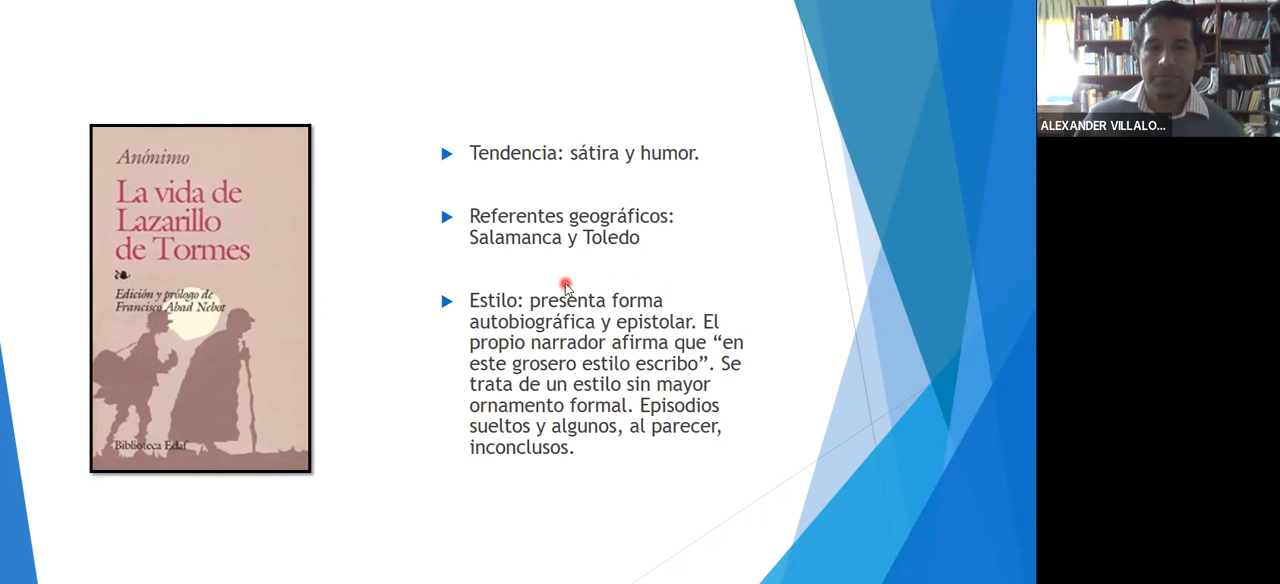 Anónimo
La vida de
Lazarillo
de Tormes
Edición y prólogo de
Francisco Abad Nebot
Biblioteca Edaf
Tendencia: sátira y humor.
Referentes geográficos:
Salamanca y Toledo
Estilo: presenta forma
autobiográfica y epistolar. El
propio narrador afirma que “en
este grosero estilo escribo”. Se
trata de un estilo sin mayor
ornamento formal. Episodios
sueltos y algunos, al parecer,
inconclusos.
ALEXANDER VILLALO...